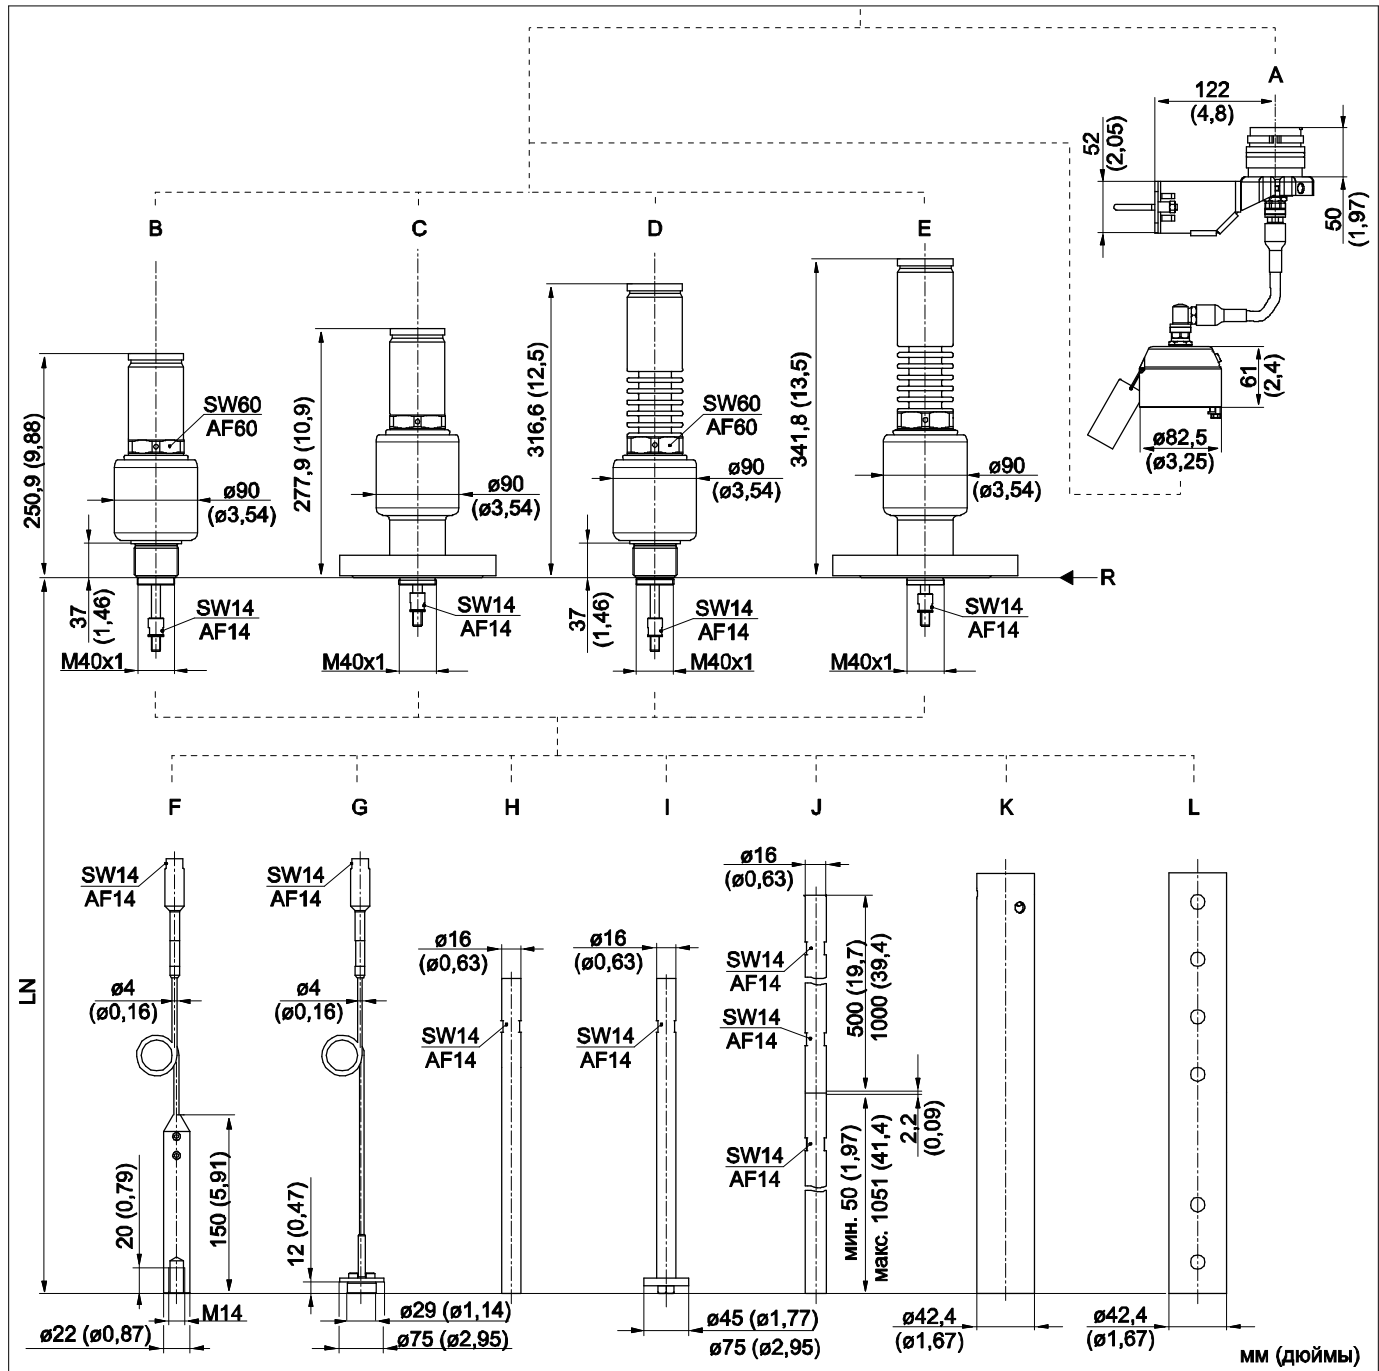 A
122
(4,8)
52
(2,05)
50
(1,97)
61
(2,4)
ø82,5
(ø3,25)
B
C
D
E
250,9 (9,88)
SW60
AF60
ø90
(ø3,54)
37
(1,46)
SW14
AF14
M40x1
277,9 (10,9)
ø90
(ø3,54)
SW14
AF14
M40x1
316,6 (12,5)
SW60
AF60
ø90
(ø3,54)
37
(1,46)
SW14
AF14
M40x1
341,8 (13,5)
ø90
(ø3,54)
SW14
AF14
M40x1
R
LN
F
G
H
I
J
K
L
SW14
AF14
ø4
(ø0,16)
20 (0,79)
150 (5,91)
M14
ø22 (ø0,87)
SW14
AF14
ø4
(ø0,16)
12 (0,47)
ø29 (ø1,14)
ø75 (ø2,95)
ø16
(ø0,63)
SW14
AF14
ø16
(ø0,63)
SW14
AF14
ø45 (ø1,77)
ø75 (ø2,95)
ø16
(ø0,63)
SW14
AF14
SW14
AF14
SW14
AF14
500 (19,7)
1000 (39,4)
2,2
(0,09)
мин. 50 (1,97)
макс. 1051 (41,4)
ø42,4
(ø1,67)
ø42,4
(ø1,67)
мм (дюймы)